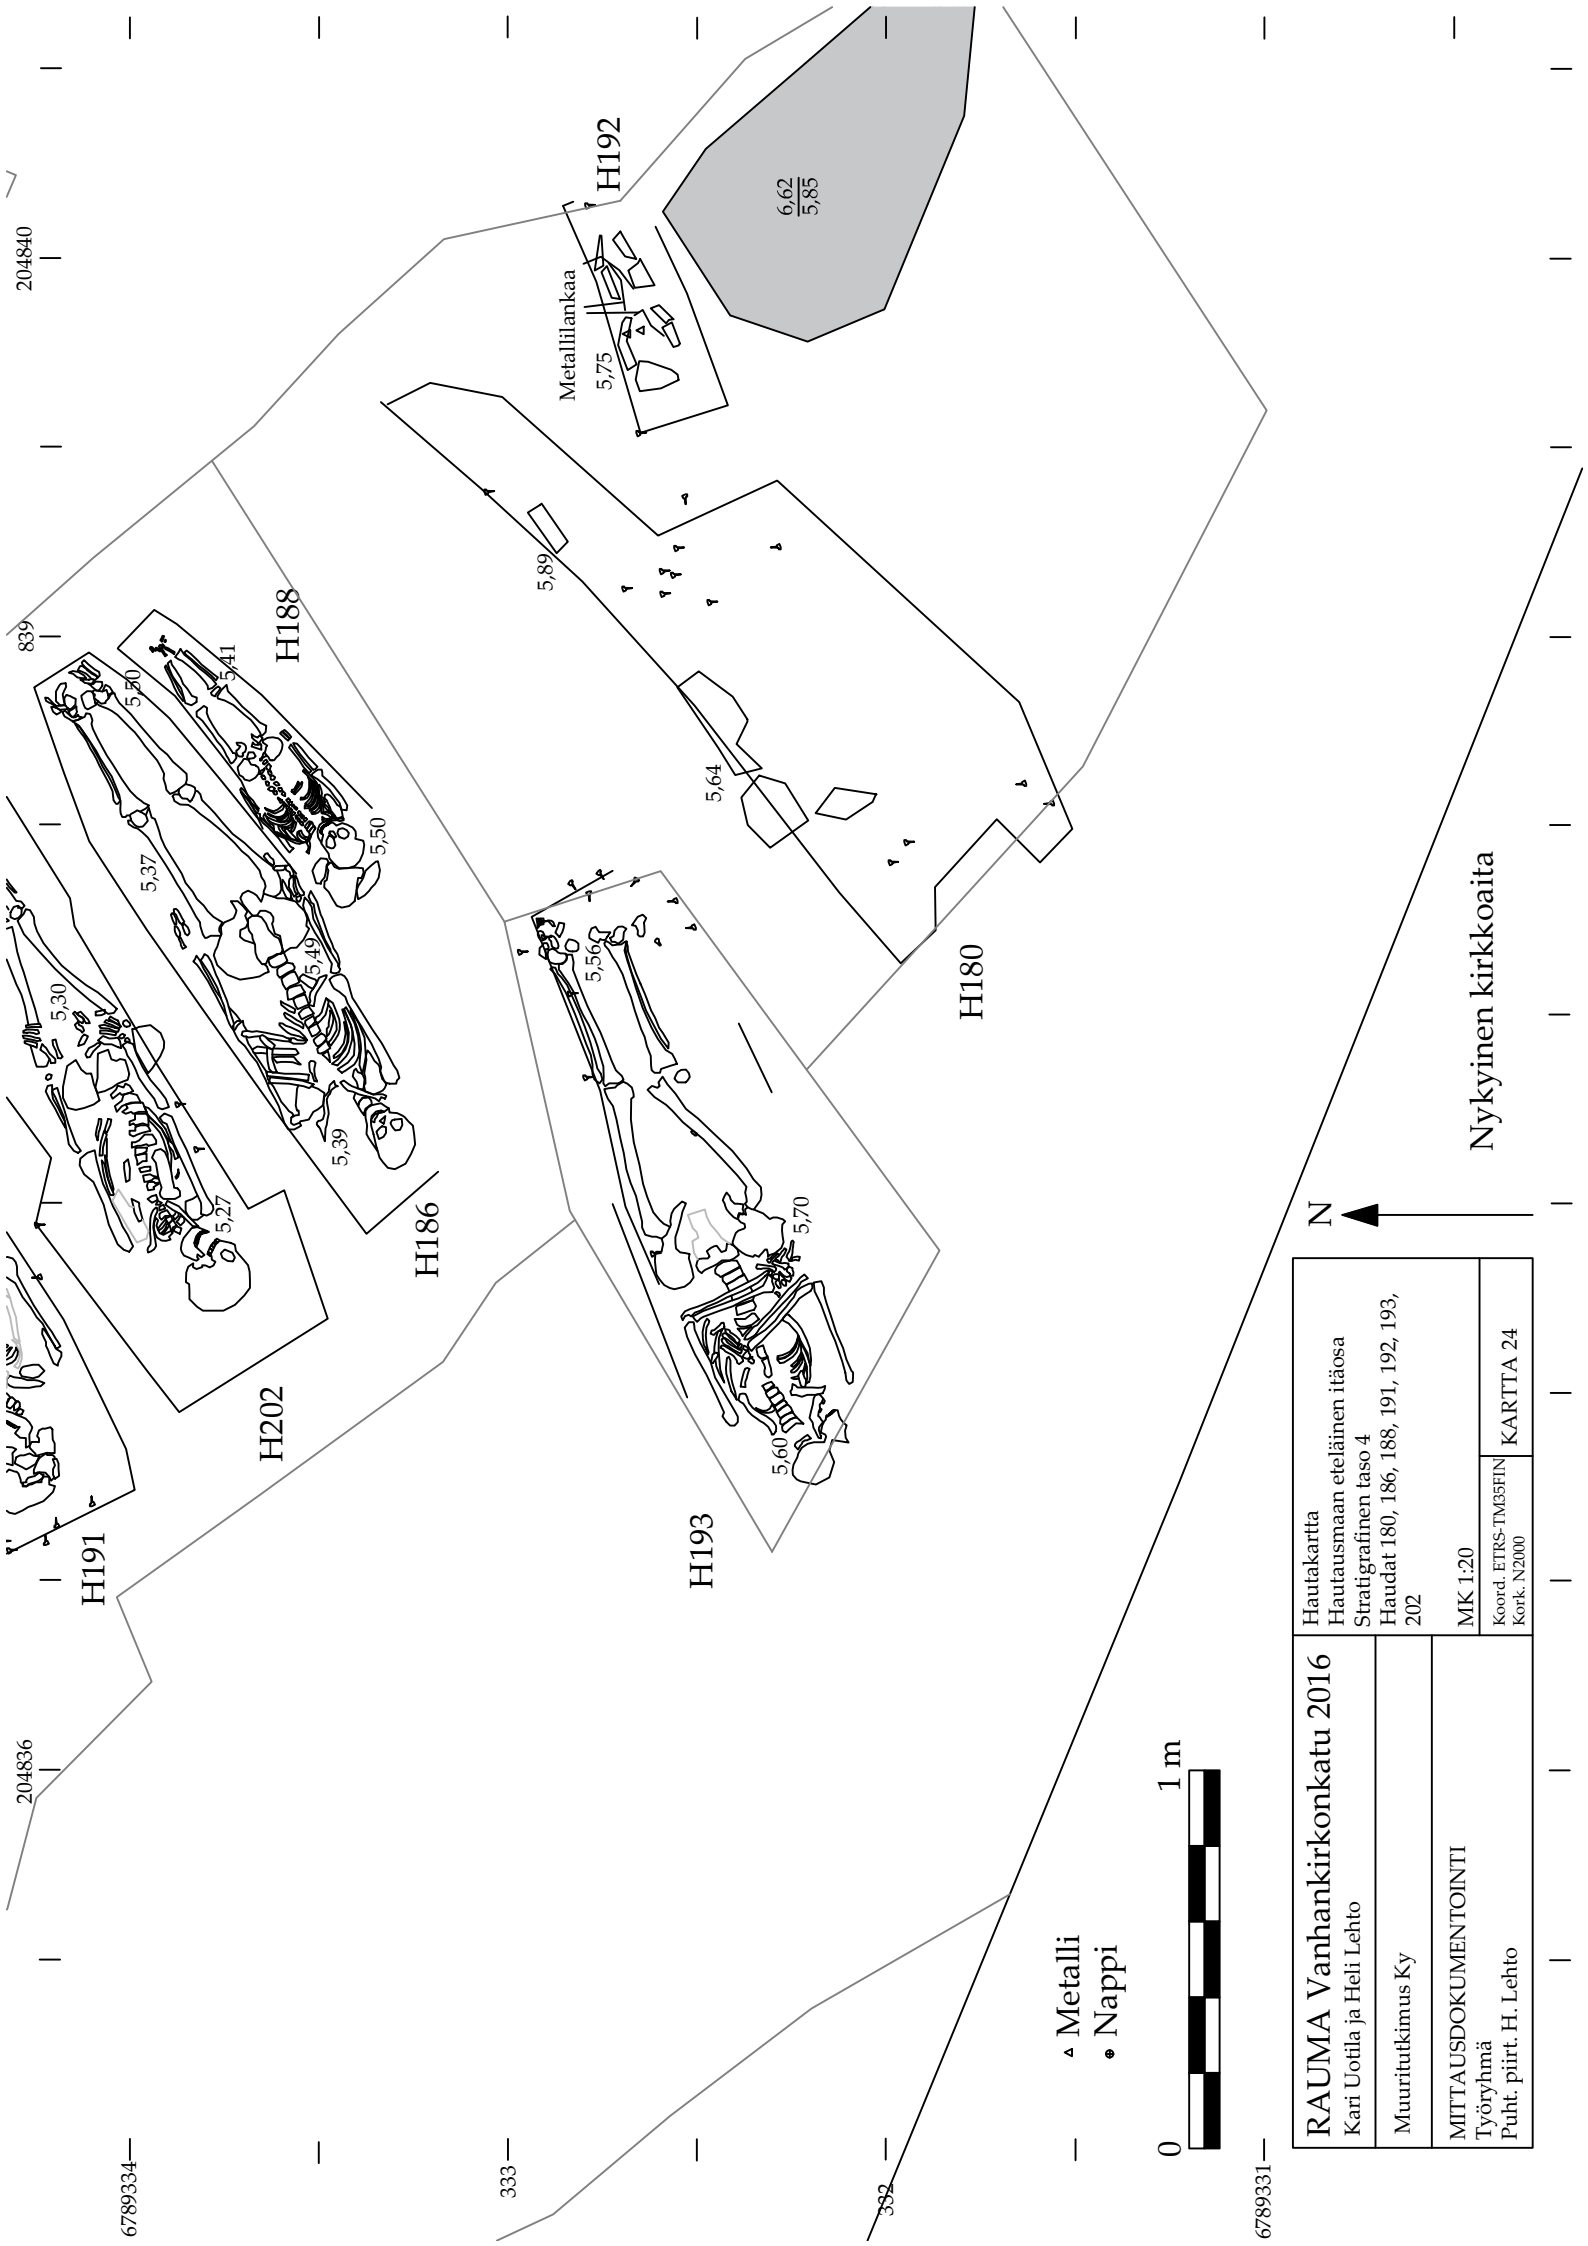 6789334
333
332
6789331
204836
839
204840
H191
H202
H186
H188
H193
H180
H192
5,30
5,27
5,37
5,50
5,49
5,39
5,41
5,50
5,56
5,70
5,60
5,64
5,89
5,75
Metallilankaa
6,62
5,85
Nykyinen kirkkoaita
N
Metalli
Nappi
0
1 m
RAUMA Vanhankirkonkatu 2016
Kari Uotila ja Heli Lehto
Muuritutkimus Ky
MITTAUSDOKUMENTOINTI
Työryhmä
Puht. piirt. H. Lehto
Hautakartta
Hautausmaan eteläinen itäosa
Stratigrafinen taso 4
Haudat 180, 186, 188, 191, 192, 193,
202
MK 1:20
Koord. ETRS-TM35FIN
Kork. N2000
KARTTA 24